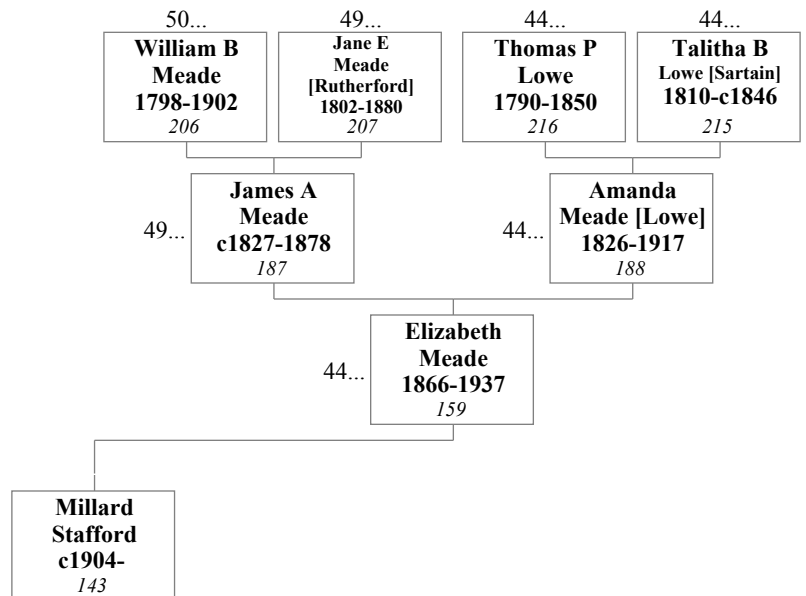 50...
49...
44...
44...
William B
Meade
1798-1902
206
Jane E
Meade
[Rutherford]
1802-1880
207
Thomas P
Lowe
1790-1850
216
Talitha B
Lowe [Sartain]
1810-c1846
215
49...
James A
Meade
c1827-1878
187
44...
Amanda
Meade [Lowe]
1826-1917
188
44...
Elizabeth
Meade
1866-1937
159
Millard
Stafford
c1904-
143